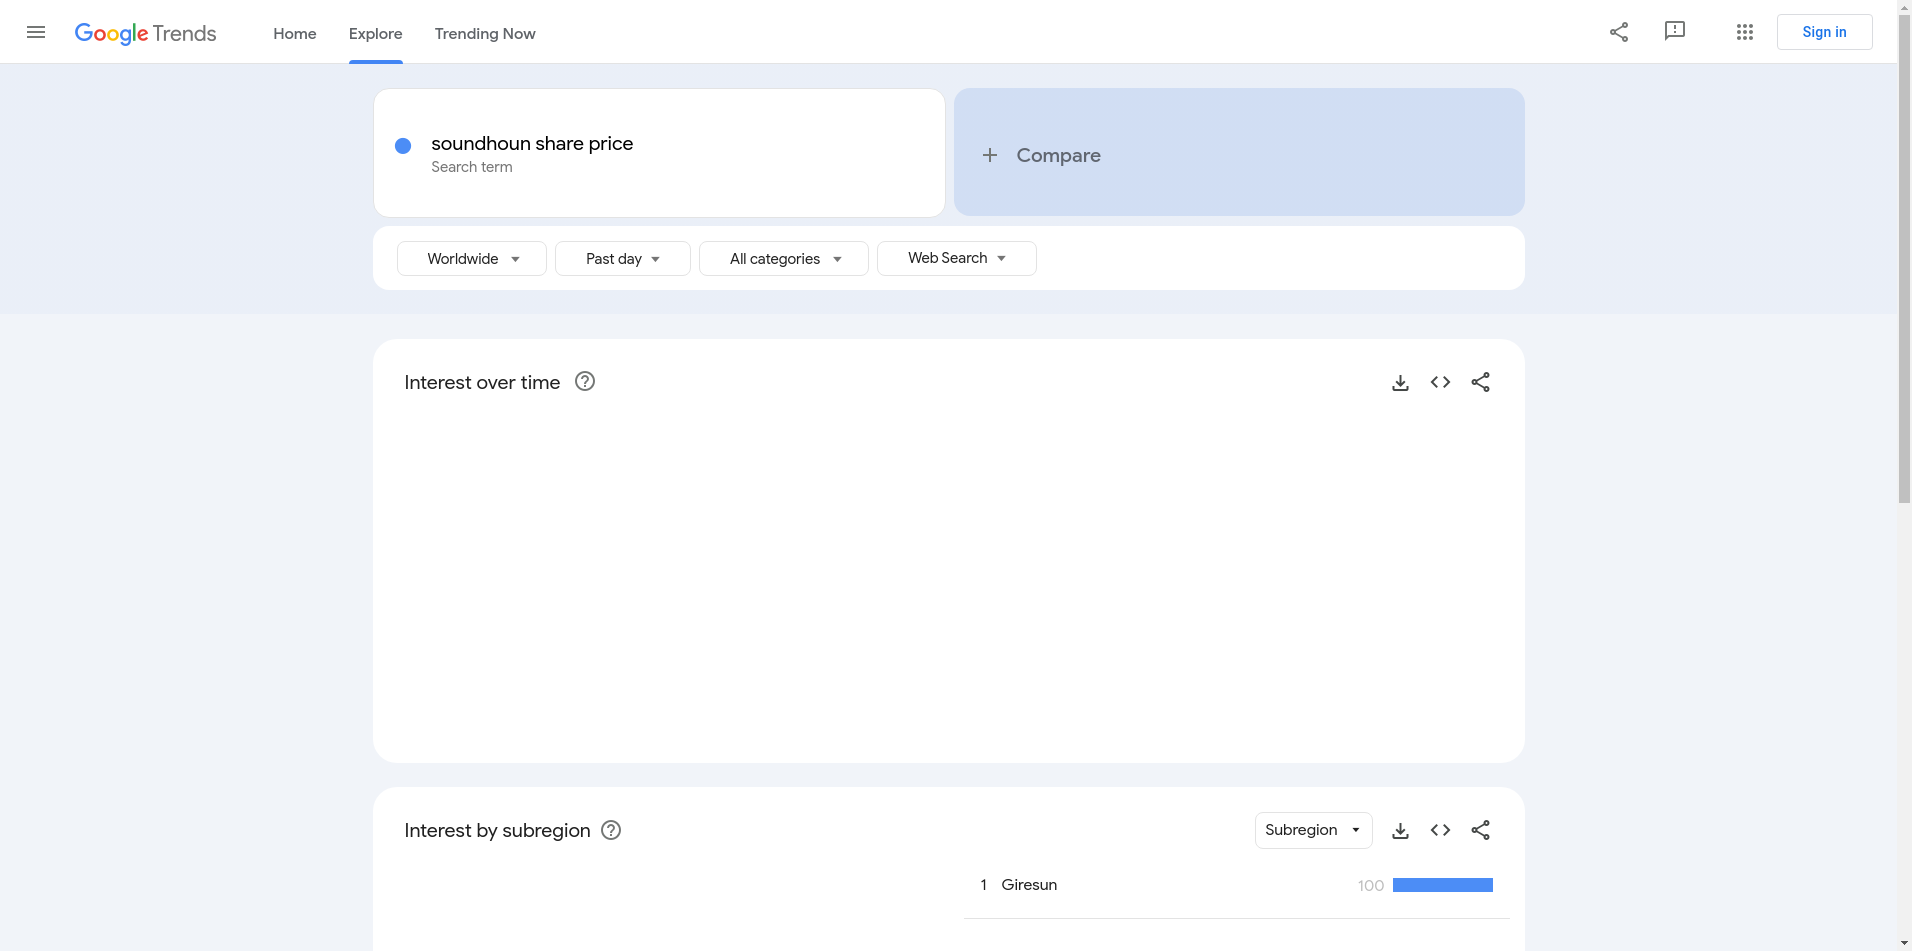 Google Trends
Home
Explore
Trending Now
Sign in
soundhoun share price
Search term
Compare
Worldwide
Past day
All categories
Web Search
Interest over time
Interest by subregion
Subregion
1 Giresun 100